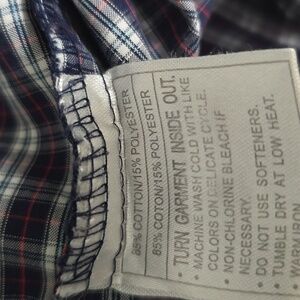 85% COTTON/15% POLYESTER
85% COTTON/15% POLYESTER
• TURN GARMENT INSIDE OUT.
• MACHINE WASH COLD WITH LIKE
COLORS ON DELICATE CYCLE.
• NON-CHLORINE BLEACH IF
NECESSARY.
• DO NOT USE SOFTENERS.
• TUMBLE DRY AT LOW HEAT.